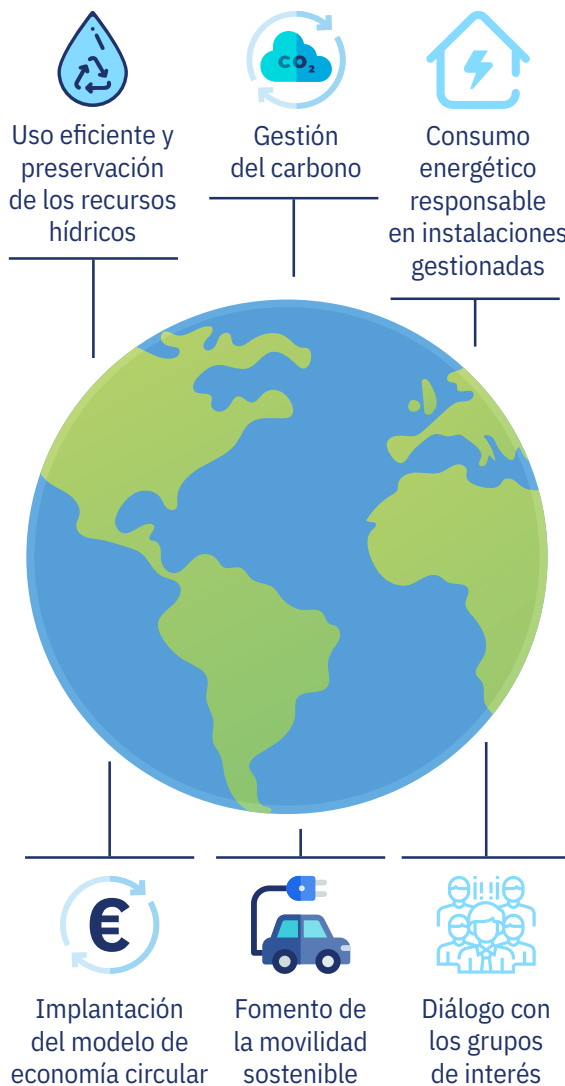 Uso eficiente y
preservación
de los recursos
hídricos
CO₂
Gestión
del carbono
Consumo
energético
responsable
en instalaciones
gestionadas
€
Implantación
del modelo de
economía circular
Fomento de
la movilidad
sostenible
Diálogo con
los grupos
de interés